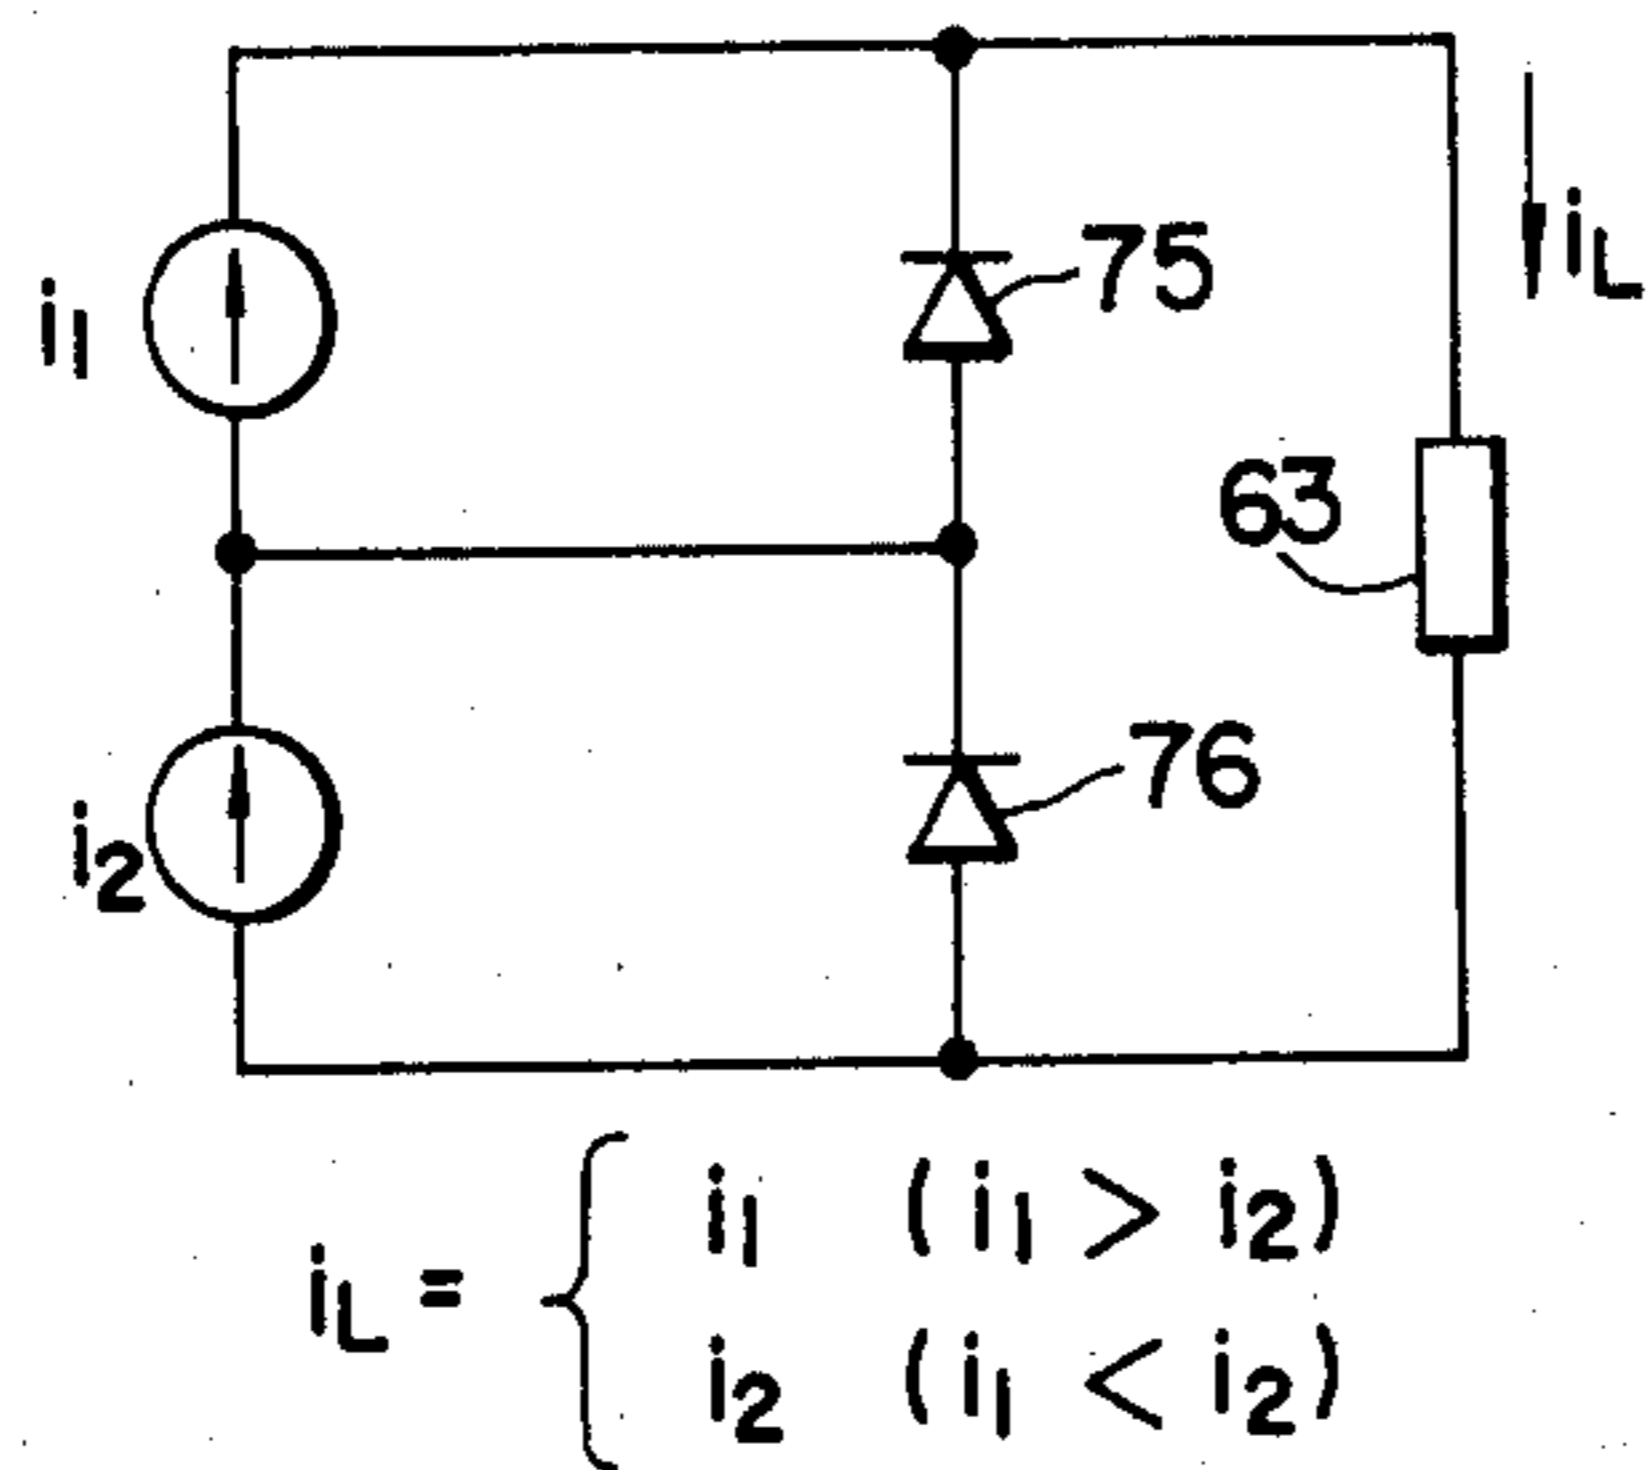 75
iL
i1
63
76
i2
iL = { i1 (i1 > i2)
i2 (i1 < i2)